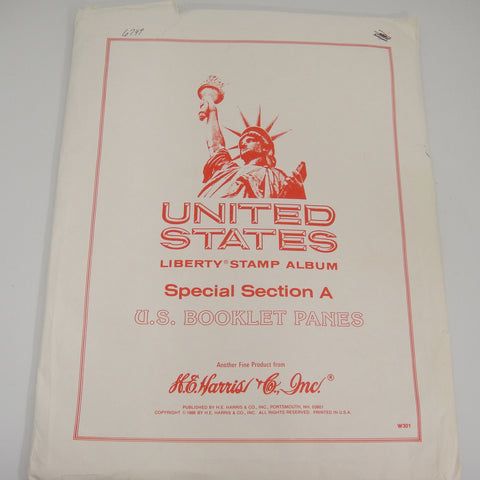 6749
UNITED
STATES
LIBERTY® STAMP ALBUM
Special Section A
U.S. BOOKLET PANES
Another Fine Product from
H.E. Harris & Co., Inc.®
PUBLISHED BY H.E. HARRIS & CO., INC., PORTSMOUTH, NH. 03801
COPYRIGHT ©1988 BY H.E. HARRIS & CO., INC. ALL RIGHTS RESERVED. PRINTED IN U.S.A.
W301